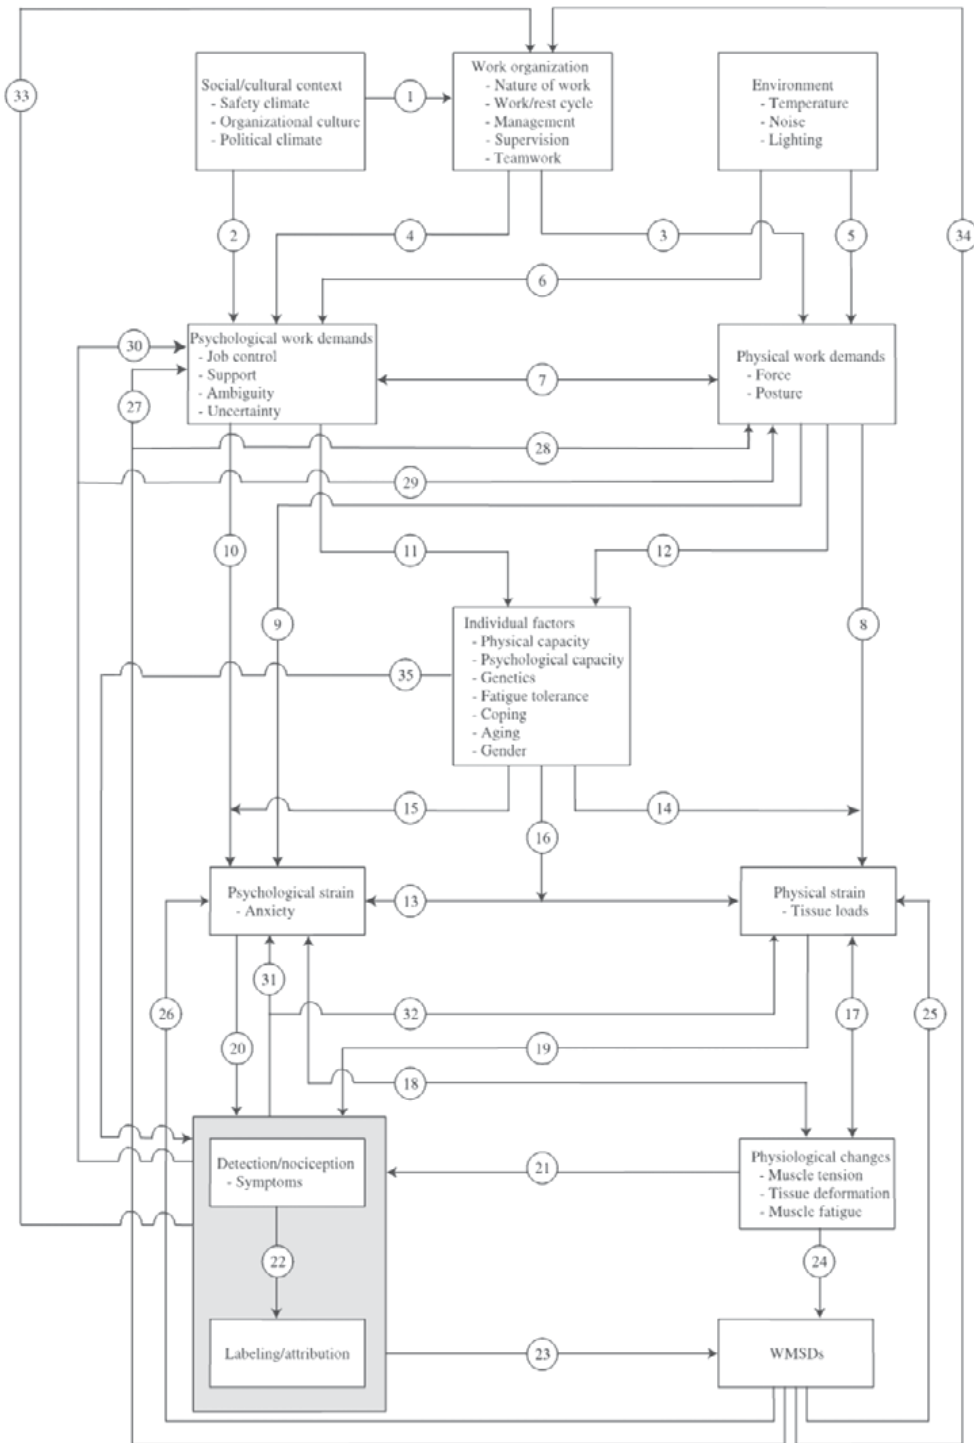 33
34
Social/cultural context
- Safety climate
- Organizational culture
- Political climate
1
Work organization
- Nature of work
- Work/rest cycle
- Management
- Supervision
- Teamwork
Environment
- Temperature
- Noise
- Lighting
2
4
3
5
6
30
27
Psychological work demands
- Job control
- Support
- Ambiguity
- Uncertainty
7
Physical work demands
- Force
- Posture
28
29
10
11
12
9
8
35
Individual factors
- Physical capacity
- Psychological capacity
- Genetics
- Fatigue tolerance
- Coping
- Aging
- Gender
15
16
14
Psychological strain
- Anxiety
13
Physical strain
- Tissue loads
31
26
20
32
19
18
17
25
Detection/nociception
- Symptoms
21
Physiological changes
- Muscle tension
- Tissue deformation
- Muscle fatigue
22
24
Labeling/attribution
23
WMSDs